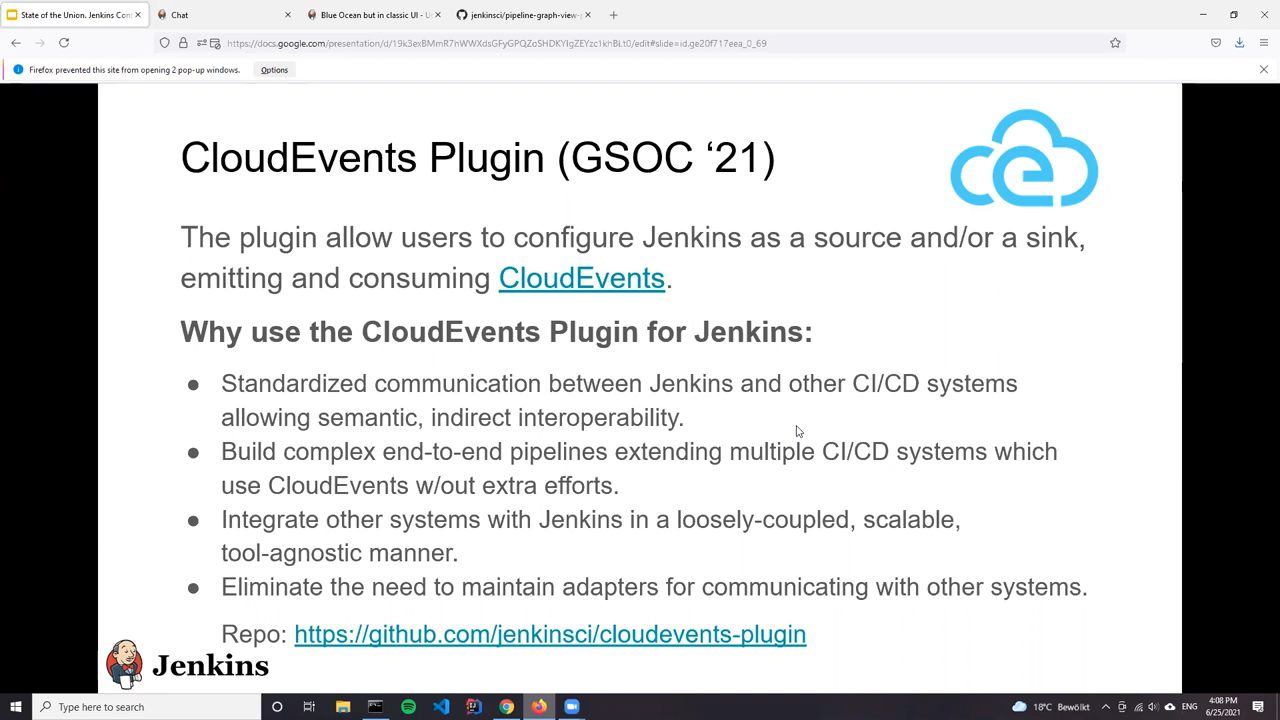 State of the Union. Jenkins Con
Chat
Blue Ocean but in classic UI - U
jenkinsci/pipeline-graph-view-p
Firefox prevented this site from opening 2 pop-up windows.
Options
CloudEvents Plugin (GSOC ‘21)
The plugin allow users to configure Jenkins as a source and/or a sink,
emitting and consuming CloudEvents.
Why use the CloudEvents Plugin for Jenkins:
● Standardized communication between Jenkins and other CI/CD systems
allowing semantic, indirect interoperability.
● Build complex end-to-end pipelines extending multiple CI/CD systems which
use CloudEvents w/out extra efforts.
● Integrate other systems with Jenkins in a loosely-coupled, scalable,
tool-agnostic manner.
● Eliminate the need to maintain adapters for communicating with other systems.
Repo: https://github.com/jenkinsci/cloudevents-plugin
Jenkins
Type here to search
18°C Bewölkt
ENG
4:08 PM
6/25/2021